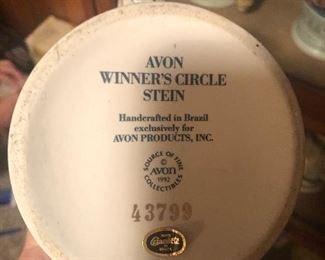 AVON
WINNER'S CIRCLE
STEIN
Handcrafted in Brazil
exclusively for
AVON PRODUCTS, INC.
SOURCE OF FINE
©
AVON
1992
COLLECTIBLES
43799